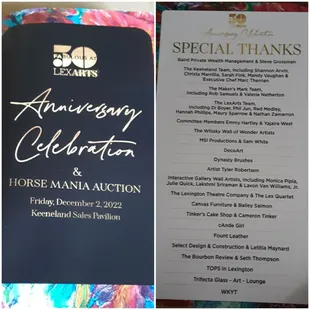 50
FABULOUS AT
LEXARTS
Anniversary
Celebration
&
HORSE MANIA AUCTION
Friday, December 2, 2022
Keeneland Sales Pavilion
50
Anniversary Celebration
SPECIAL THANKS
Baird Private Wealth Management & Steve Grossman
The Keeneland Team, Including Shannon Arvin,
Christa Marrillia, Sarah Fink, Mandy Vaughan &
Executive Chef Marc Therrien
The Maker's Mark Team,
Including Rob Samuels & Valerie Netherton
The LexArts Team,
Including Di Boyer, Phil Jun, Red Modley,
Hannah Phillips, Maury Sparrow & Nathan Zamarron
Committee Members Emmy Hartley & Yajaira West
The Whisky Wall of Wonder Artists
MSI Productions & Sam White
DecoArt
Dynasty Brushes
Artist Tyler Robertson
Interactive Gallery Wall Artists, Including Monica Pipia,
Julie Quick, Lakshmi Sriraman & Lavon Van Williams, Jr.
The Lexington Theatre Company & The Lex Quartet
Canvas Furniture & Bailey Salmon
Tinker's Cake Shop & Cameron Tinker
cAnde Girl
Fount Leather
Select Design & Construction & Letitia Maynard
The Bourbon Review & Seth Thompson
TOPS in Lexington
Trifecta Glass - Art - Lounge
WKYT